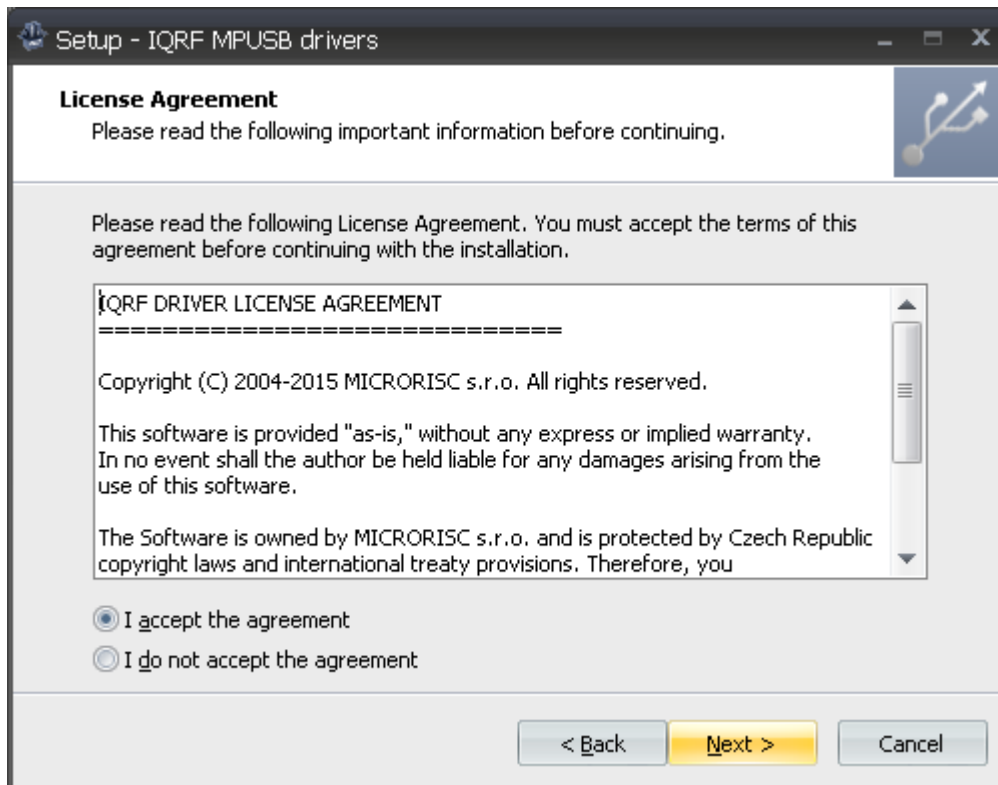 Setup - IQRF MPUSB drivers
License Agreement
Please read the following important information before continuing.
Please read the following License Agreement. You must accept the terms of this
agreement before continuing with the installation.
IQRF DRIVER LICENSE AGREEMENT
=============================
Copyright (C) 2004-2015 MICRORISC s.r.o. All rights reserved.
This software is provided "as-is," without any express or implied warranty.
In no event shall the author be held liable for any damages arising from the
use of this software.
The Software is owned by MICRORISC s.r.o. and is protected by Czech Republic
copyright laws and international treaty provisions. Therefore, you
I accept the agreement
I do not accept the agreement
< Back Next > Cancel